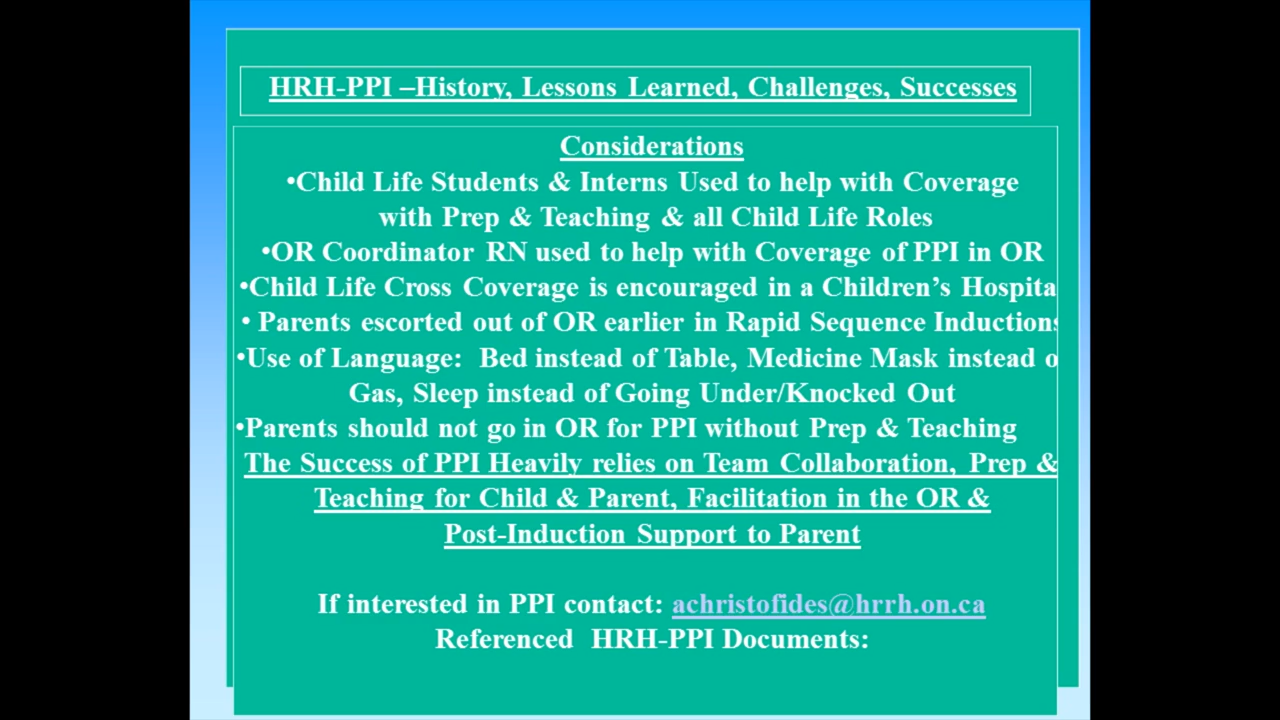 HRH-PPI –History, Lessons Learned, Challenges, Successes
Considerations
•Child Life Students & Interns Used to help with Coverage
with Prep & Teaching & all Child Life Roles
•OR Coordinator RN used to help with Coverage of PPI in OR
•Child Life Cross Coverage is encouraged in a Children’s Hospita
• Parents escorted out of OR earlier in Rapid Sequence Inductions
•Use of Language: Bed instead of Table, Medicine Mask instead o
Gas, Sleep instead of Going Under/Knocked Out
•Parents should not go in OR for PPI without Prep & Teaching
The Success of PPI Heavily relies on Team Collaboration, Prep &
Teaching for Child & Parent, Facilitation in the OR &
Post-Induction Support to Parent
If interested in PPI contact: achristofides@hrrh.on.ca
Referenced HRH-PPI Documents: